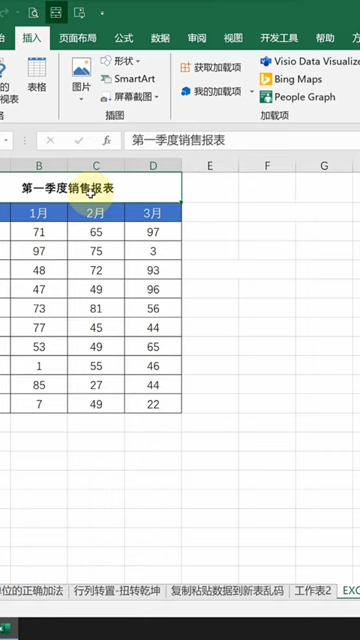 始 插入 页面布局 公式 数据 审阅 视图 开发工具 帮助 方
视表 表格 图片 形状 SmartArt 屏幕截图
获取加载项 我的加载项
Visio Data Visualize
Bing Maps
People Graph
插图 加载项
fx 第一季度销售报表
B C D E F G
第一季度销售报表
1月 2月 3月
71 65 97
97 75 3
48 72 93
47 49 96
73 81 56
77 45 44
53 49 65
1 55 46
85 27 44
7 49 22
单位的正确加法 行列转置-扭转乾坤 复制粘贴数据到新表乱码 工作表2 EXC